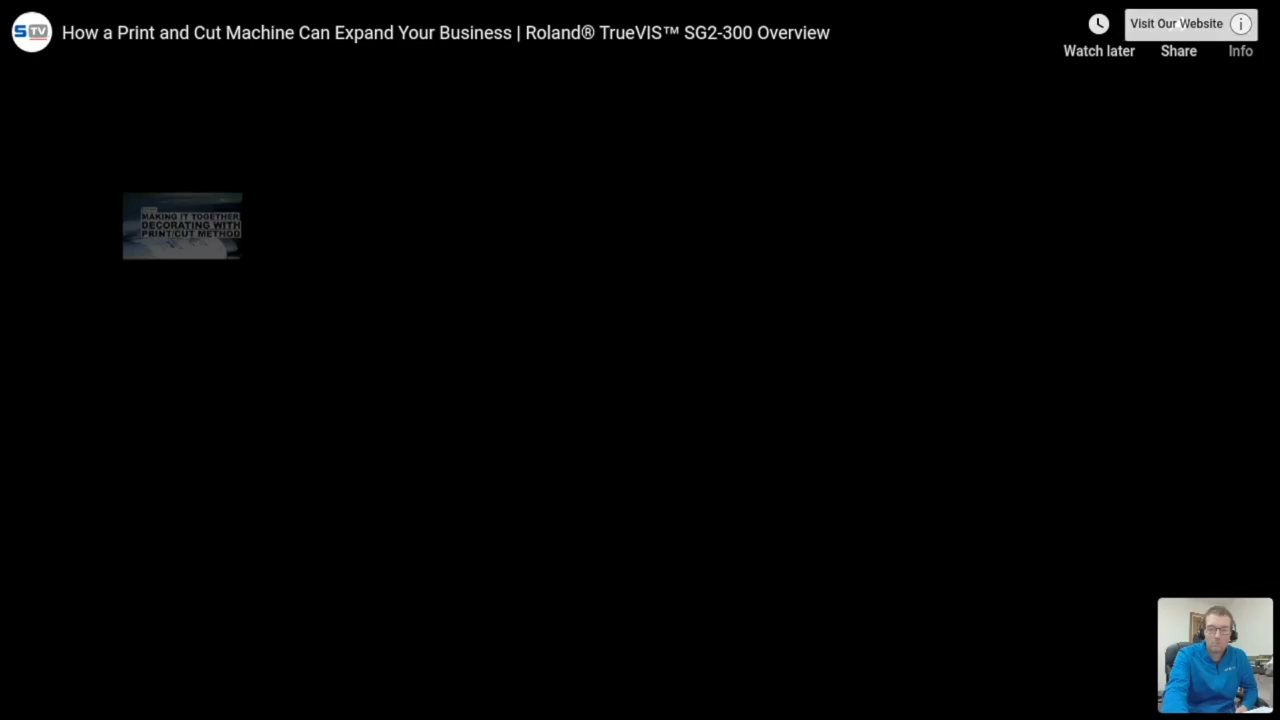 STV
How a Print and Cut Machine Can Expand Your Business | Roland® TrueVIS™ SG2-300 Overview
Visit Our Website
Watch later
Share
Info
MAKING IT TOGETHER
DECORATING WITH
PRINT/CUT METHOD